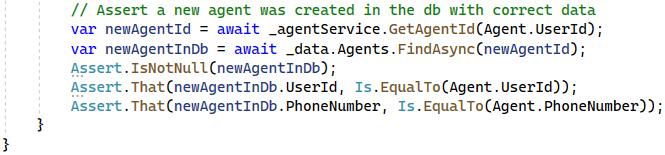 // Assert a new agent was created in the db with correct data
var newAgentId = await _agentService.GetAgentId(Agent.UserId);
var newAgentInDb = await _data.Agents.FindAsync(newAgentId);
Assert.IsNotNull(newAgentInDb);
Assert.That(newAgentInDb.UserId, Is.EqualTo(Agent.UserId));
Assert.That(newAgentInDb.PhoneNumber, Is.EqualTo(Agent.PhoneNumber));
}
}